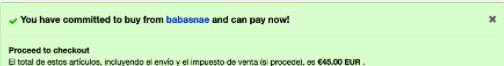 You have committed to buy from babasnae and can pay now!
Proceed to checkout
El total de estos artículos, incluyendo el envío y el impuesto de venta (si procede), es €45.00 EUR .